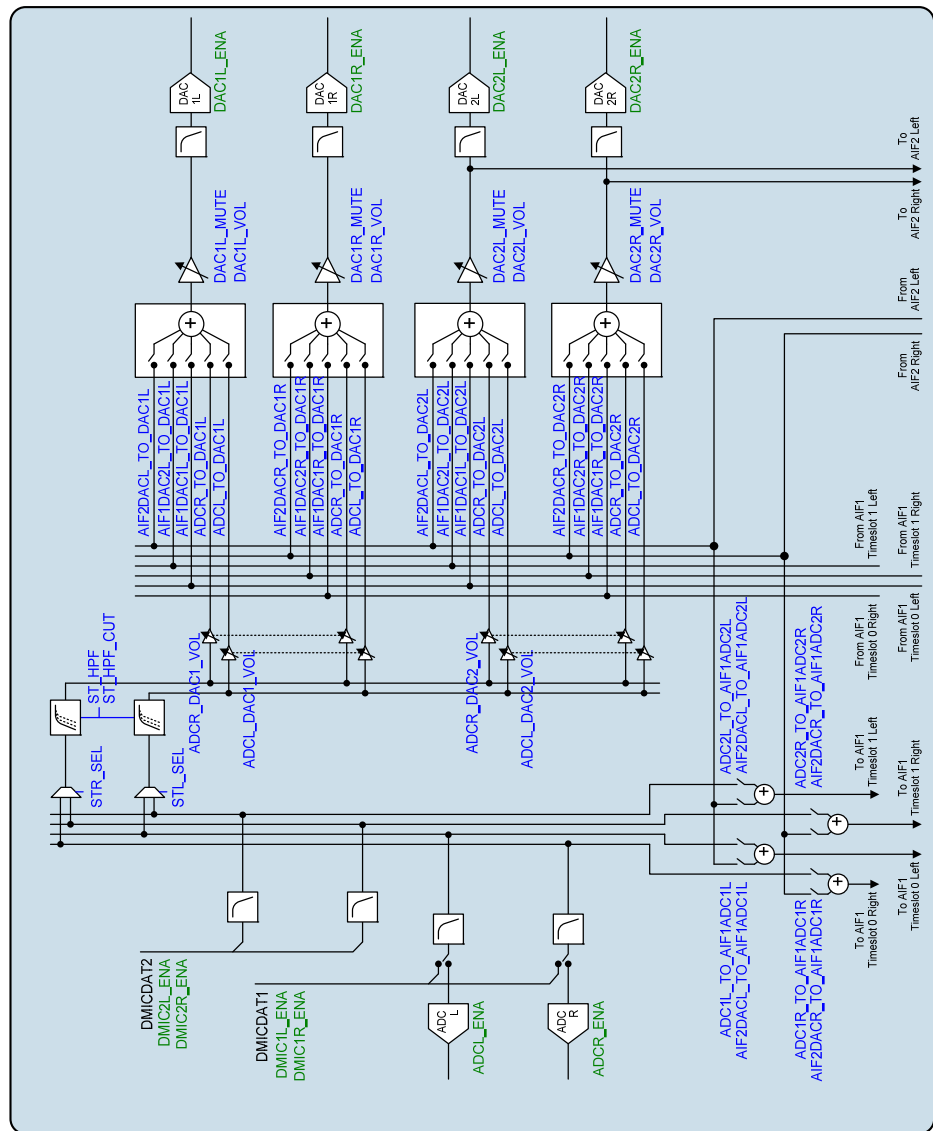 DAC
1L
DAC1L_ENA
DAC
1R
DAC1R_ENA
DAC
2L
DAC2L_ENA
DAC
2R
DAC2R_ENA
To
AIF2 Left
To
AIF2 Right
DAC1L_MUTE
DAC1L_VOL
DAC1R_MUTE
DAC1R_VOL
DAC2L_MUTE
DAC2L_VOL
DAC2R_MUTE
DAC2R_VOL
From
AIF2 Left
From
AIF2 Right
+
+
+
+
AIF2DACL_TO_DAC1L
AIF1DAC2L_TO_DAC1L
AIF1DAC1L_TO_DAC1L
ADCR_TO_DAC1L
ADCL_TO_DAC1L
AIF2DACR_TO_DAC1R
AIF1DAC2R_TO_DAC1R
AIF1DAC1R_TO_DAC1R
ADCR_TO_DAC1R
ADCL_TO_DAC1R
AIF2DACL_TO_DAC2L
AIF1DAC2L_TO_DAC2L
AIF1DAC1L_TO_DAC2L
ADCR_TO_DAC2L
ADCL_TO_DAC2L
AIF2DACR_TO_DAC2R
AIF1DAC2R_TO_DAC2R
AIF1DAC1R_TO_DAC2R
ADCR_TO_DAC2R
ADCL_TO_DAC2R
From AIF1
Timeslot 1 Left
From AIF1
Timeslot 1 Right
From AIF1
Timeslot 0 Right
From AIF1
Timeslot 0 Left
ST_HPF
ST_HPF_CUT
ADCR_DAC1_VOL
ADCL_DAC1_VOL
ADCR_DAC2_VOL
ADCL_DAC2_VOL
STR_SEL
STL_SEL
ADC2L_TO_AIF1ADC2L
AIF2DACL_TO_AIF1ADC2L
ADC2R_TO_AIF1ADC2R
AIF2DACR_TO_AIF1ADC2R
To AIF1
Timeslot 1 Left
To AIF1
Timeslot 1 Right
+
+
+
+
ADC1L_TO_AIF1ADC1L
AIF2DACL_TO_AIF1ADC1L
ADC1R_TO_AIF1ADC1R
AIF2DACR_TO_AIF1ADC1R
To AIF1
Timeslot 0 Right
To AIF1
Timeslot 0 Left
DMICDAT2
DMIC2L_ENA
DMIC2R_ENA
DMICDAT1
DMIC1L_ENA
DMIC1R_ENA
ADC
L
ADCL_ENA
ADC
R
ADCR_ENA